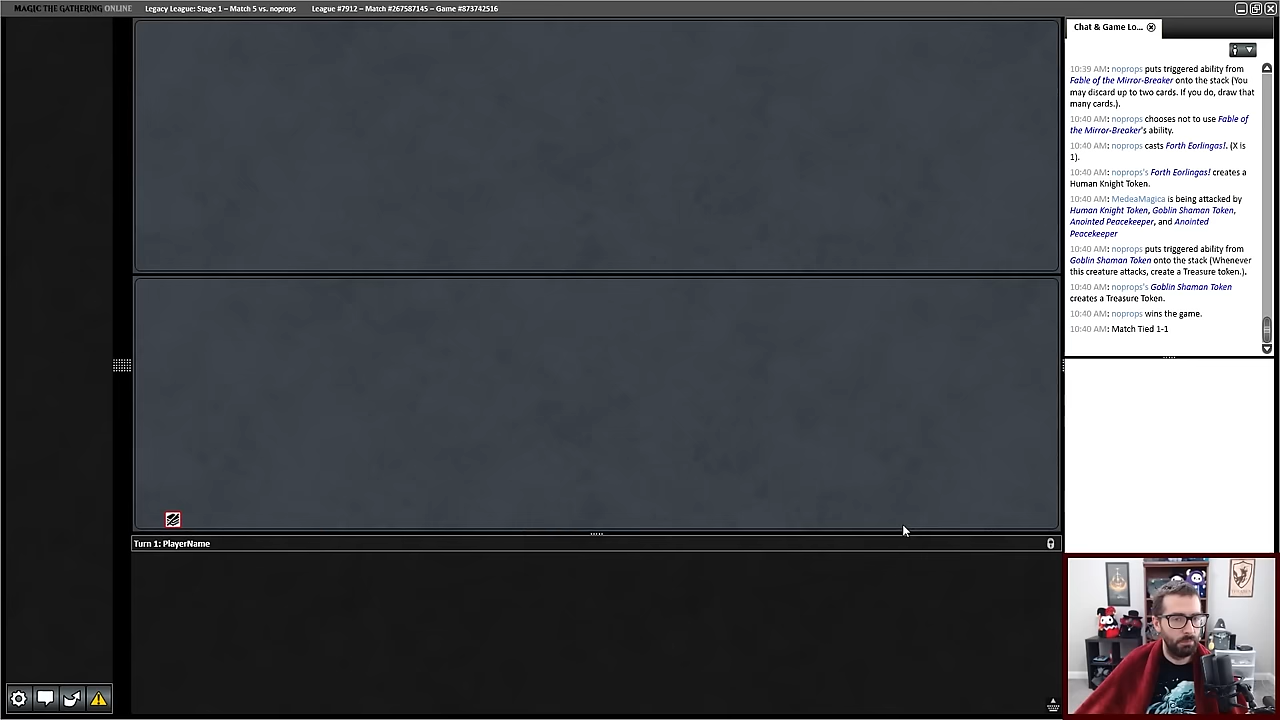 MAGIC THE GATHERING ONLINE
Legacy League: Stage 1 – Match 5 vs. noprops
League #7912 – Match #267587145 – Game #873742516
Chat & Game Lo...
10:39 AM: noprops puts triggered ability from
Fable of the Mirror-Breaker onto the stack (You
may discard up to two cards. If you do, draw that
many cards.).
10:40 AM: noprops chooses not to use Fable of
the Mirror-Breaker's ability.
10:40 AM: noprops casts Forth Eorlingas!. (X is
1).
10:40 AM: noprops's Forth Eorlingas! creates a
Human Knight Token.
10:40 AM: MedeaMagica is being attacked by
Human Knight Token, Goblin Shaman Token,
Anointed Peacekeeper, and Anointed
Peacekeeper
10:40 AM: noprops puts triggered ability from
Goblin Shaman Token onto the stack (Whenever
this creature attacks, create a Treasure token.).
10:40 AM: noprops's Goblin Shaman Token
creates a Treasure Token.
10:40 AM: noprops wins the game.
10:40 AM: Match Tied 1-1
Turn 1: PlayerName